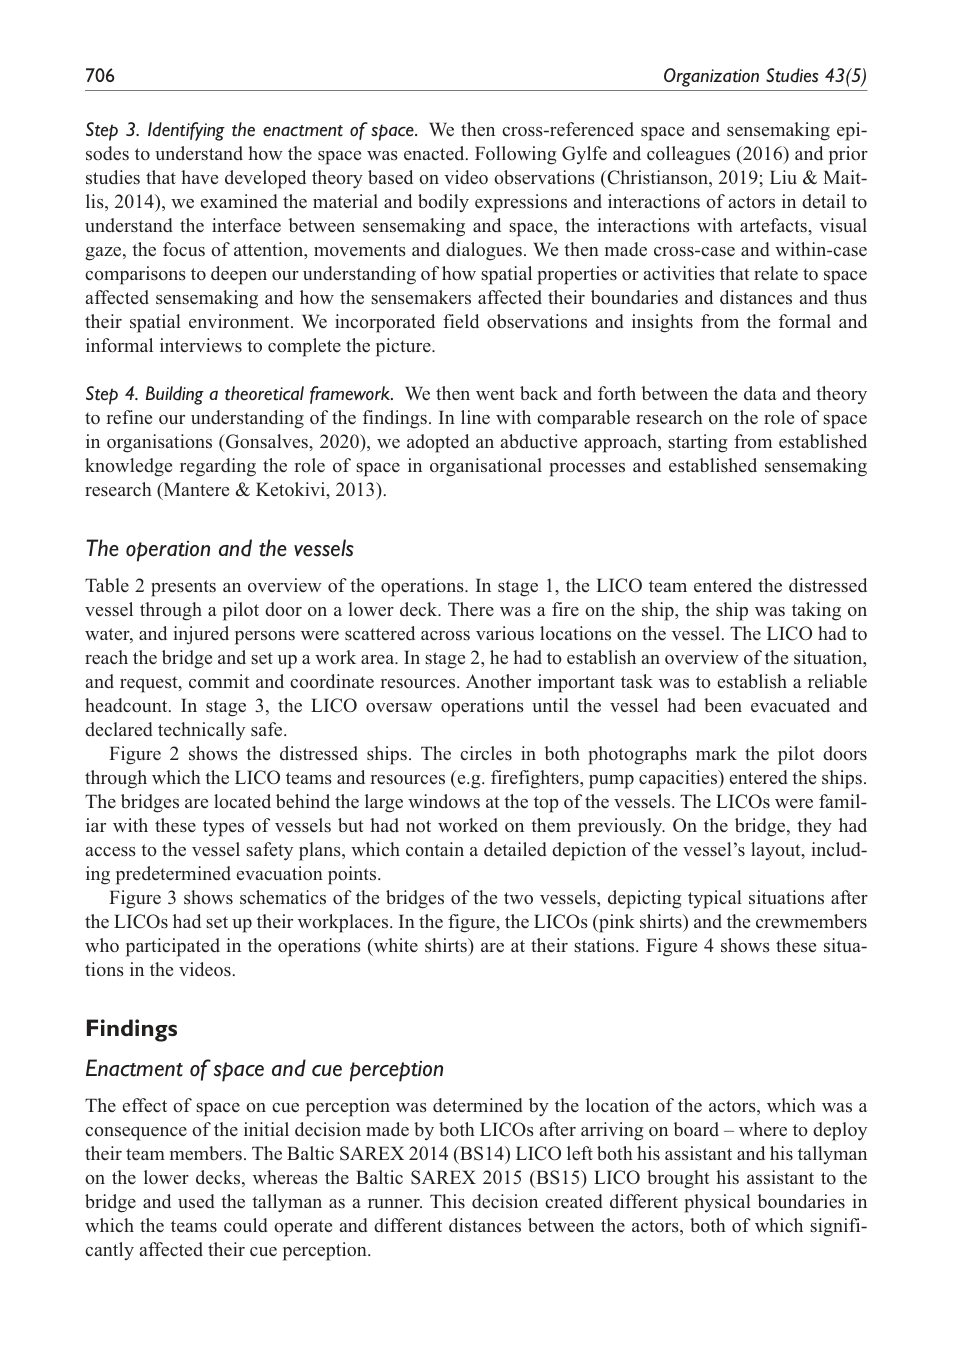 706
Organization Studies 43(5)
Step 3. Identifying the enactment of space. We then cross-referenced space and sensemaking epi-
sodes to understand how the space was enacted. Following Gylfe and colleagues (2016) and prior
studies that have developed theory based on video observations (Christianson, 2019; Liu & Mait-
lis, 2014), we examined the material and bodily expressions and interactions of actors in detail to
understand the interface between sensemaking and space, the interactions with artefacts, visual
gaze, the focus of attention, movements and dialogues. We then made cross-case and within-case
comparisons to deepen our understanding of how spatial properties or activities that relate to space
affected sensemaking and how the sensemakers affected their boundaries and distances and thus
their spatial environment. We incorporated field observations and insights from the formal and
informal interviews to complete the picture.
Step 4. Building a theoretical framework. We then went back and forth between the data and theory
to refine our understanding of the findings. In line with comparable research on the role of space
in organisations (Gonsalves, 2020), we adopted an abductive approach, starting from established
knowledge regarding the role of space in organisational processes and established sensemaking
research (Mantere & Ketokivi, 2013).
The operation and the vessels
Table 2 presents an overview of the operations. In stage 1, the LICO team entered the distressed
vessel through a pilot door on a lower deck. There was a fire on the ship, the ship was taking on
water, and injured persons were scattered across various locations on the vessel. The LICO had to
reach the bridge and set up a work area. In stage 2, he had to establish an overview of the situation,
and request, commit and coordinate resources. Another important task was to establish a reliable
headcount. In stage 3, the LICO oversaw operations until the vessel had been evacuated and
declared technically safe.
Figure 2 shows the distressed ships. The circles in both photographs mark the pilot doors
through which the LICO teams and resources (e.g. firefighters, pump capacities) entered the ships.
The bridges are located behind the large windows at the top of the vessels. The LICOs were famil-
iar with these types of vessels but had not worked on them previously. On the bridge, they had
access to the vessel safety plans, which contain a detailed depiction of the vessel’s layout, includ-
ing predetermined evacuation points.
Figure 3 shows schematics of the bridges of the two vessels, depicting typical situations after
the LICOs had set up their workplaces. In the figure, the LICOs (pink shirts) and the crewmembers
who participated in the operations (white shirts) are at their stations. Figure 4 shows these situa-
tions in the videos.
Findings
Enactment of space and cue perception
The effect of space on cue perception was determined by the location of the actors, which was a
consequence of the initial decision made by both LICOs after arriving on board – where to deploy
their team members. The Baltic SAREX 2014 (BS14) LICO left both his assistant and his tallyman
on the lower decks, whereas the Baltic SAREX 2015 (BS15) LICO brought his assistant to the
bridge and used the tallyman as a runner. This decision created different physical boundaries in
which the teams could operate and different distances between the actors, both of which signifi-
cantly affected their cue perception.